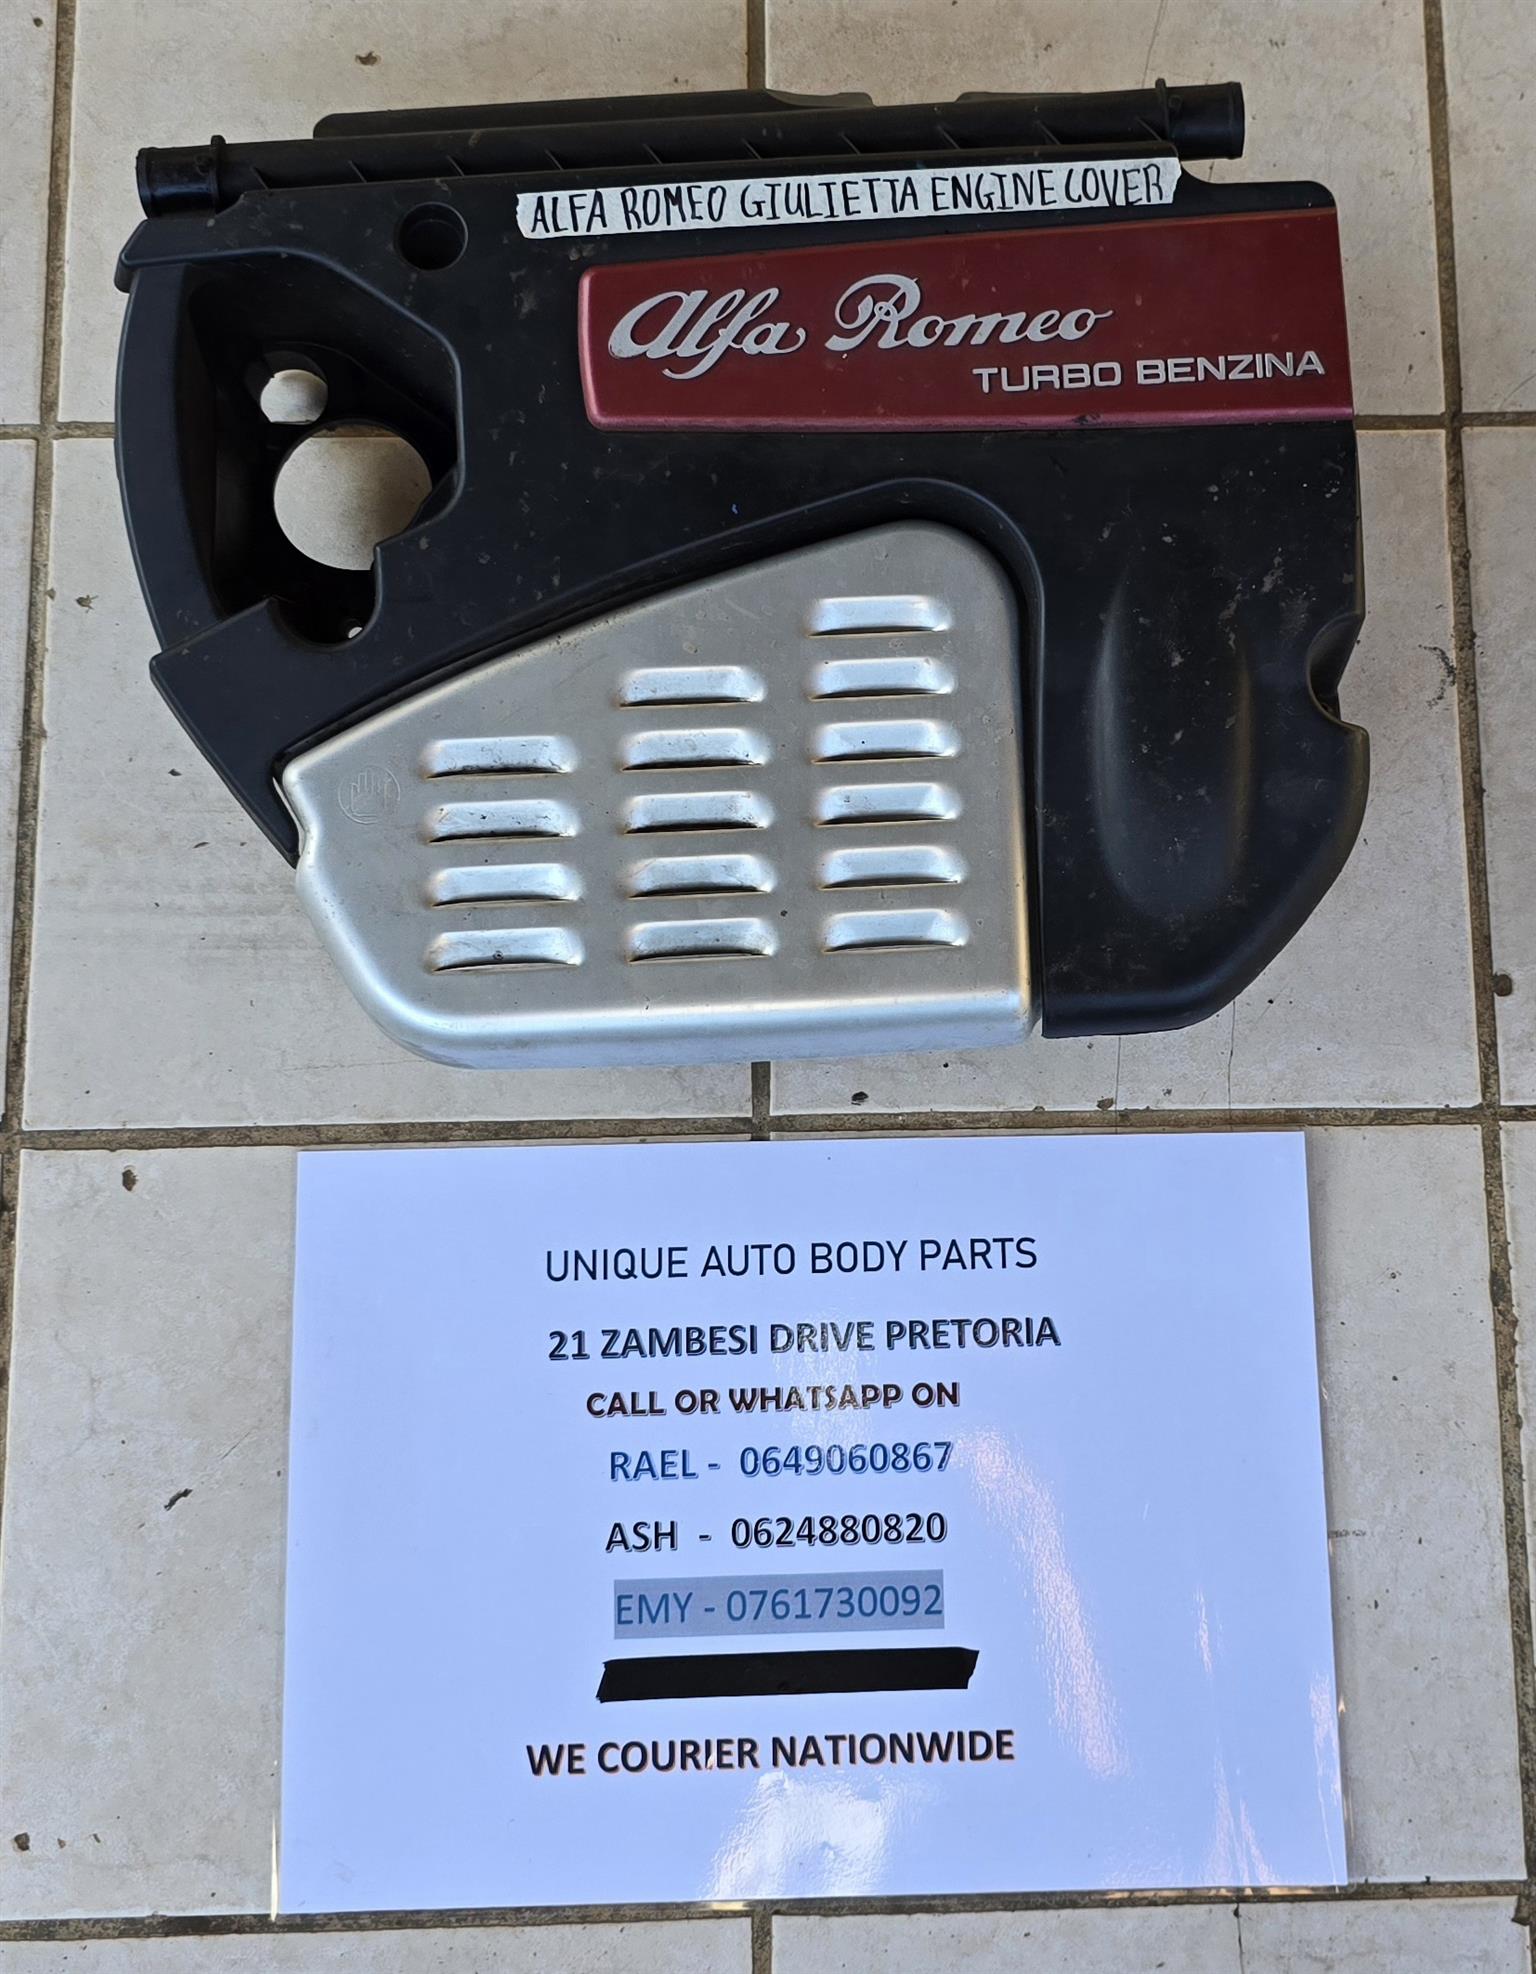 ALFA ROMEO GIULIETTA ENGINE COVER
Alfa Romeo
TURBO BENZINA
UNIQUE AUTO BODY PARTS
21 ZAMBESI DRIVE PRETORIA
CALL OR WHATSAPP ON
RAEL - 0649060867
ASH - 0624880820
EMY - 0761730092
WE COURIER NATIONWIDE